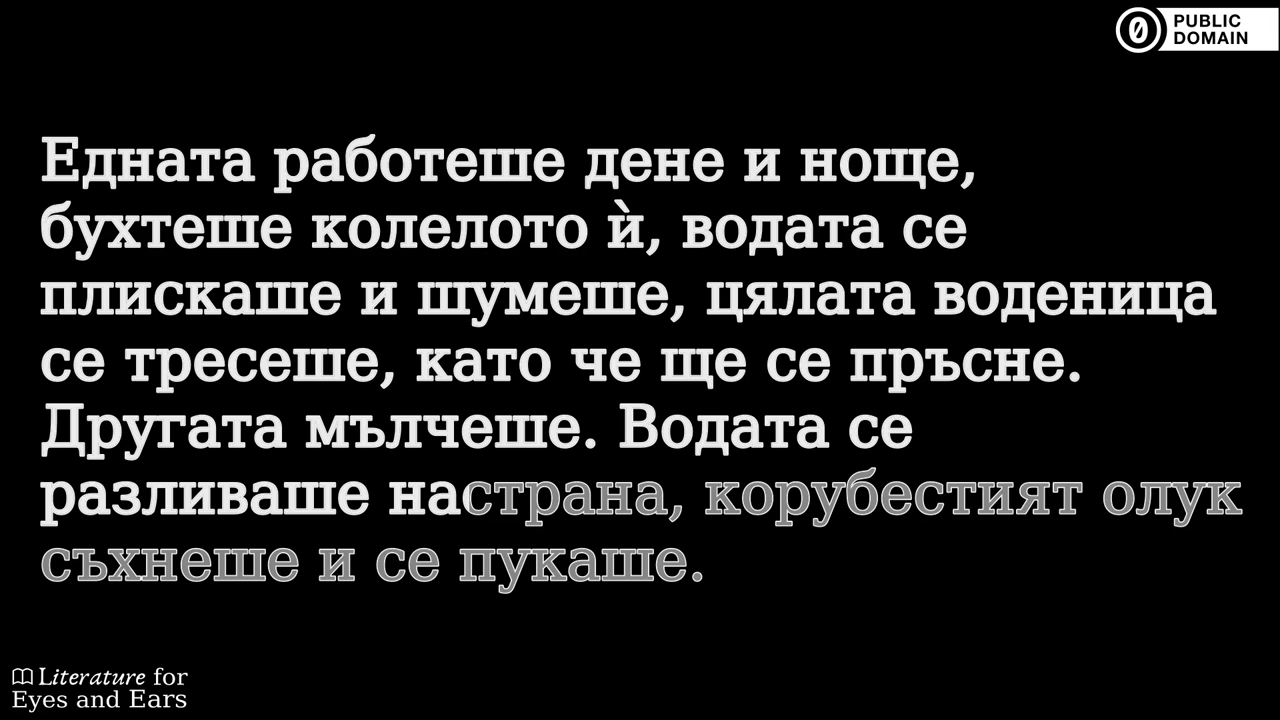 PUBLIC
DOMAIN
Едната работеше дене и ноще,
бухтеше колелото ѝ, водата се
плискаше и шумеше, цялата воденица
се тресеше, като че ще се пръсне.
Другата мълчеше. Водата се
разливаше настрана, корубестият олук
съхнеше и се пукаше.
Literature for
Eyes and Ears